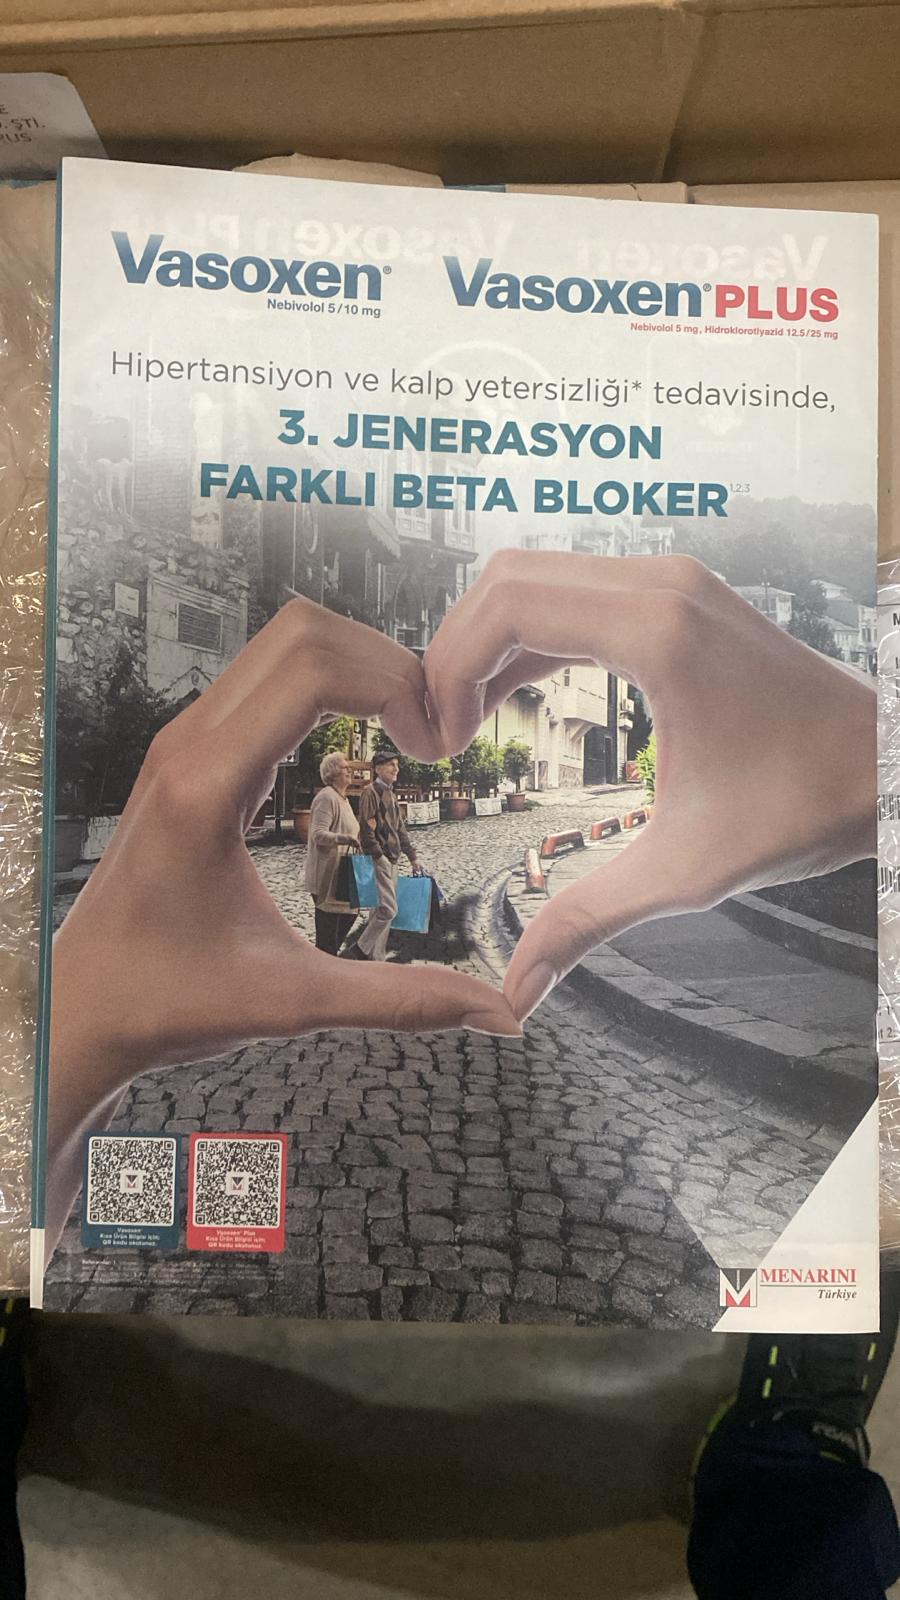 ŞTİ.
Vasoxen®
Nebivolol 5/10 mg
Vasoxen® PLUS
Nebivolol 5 mg, Hidroklorotiyazid 12.5/25 mg
Hipertansiyon ve kalp yetersizliği* tedavisinde,
3. JENERASYON
FARKLI BETA BLOKER1,2,3
Vasoxen
Kısa Ürün Bilgisi için;
QR kodu okutunuz.
Vasoxen® Plus
Kısa Ürün Bilgisi için;
QR kodu okutunuz.
MENARINI
Türkiye